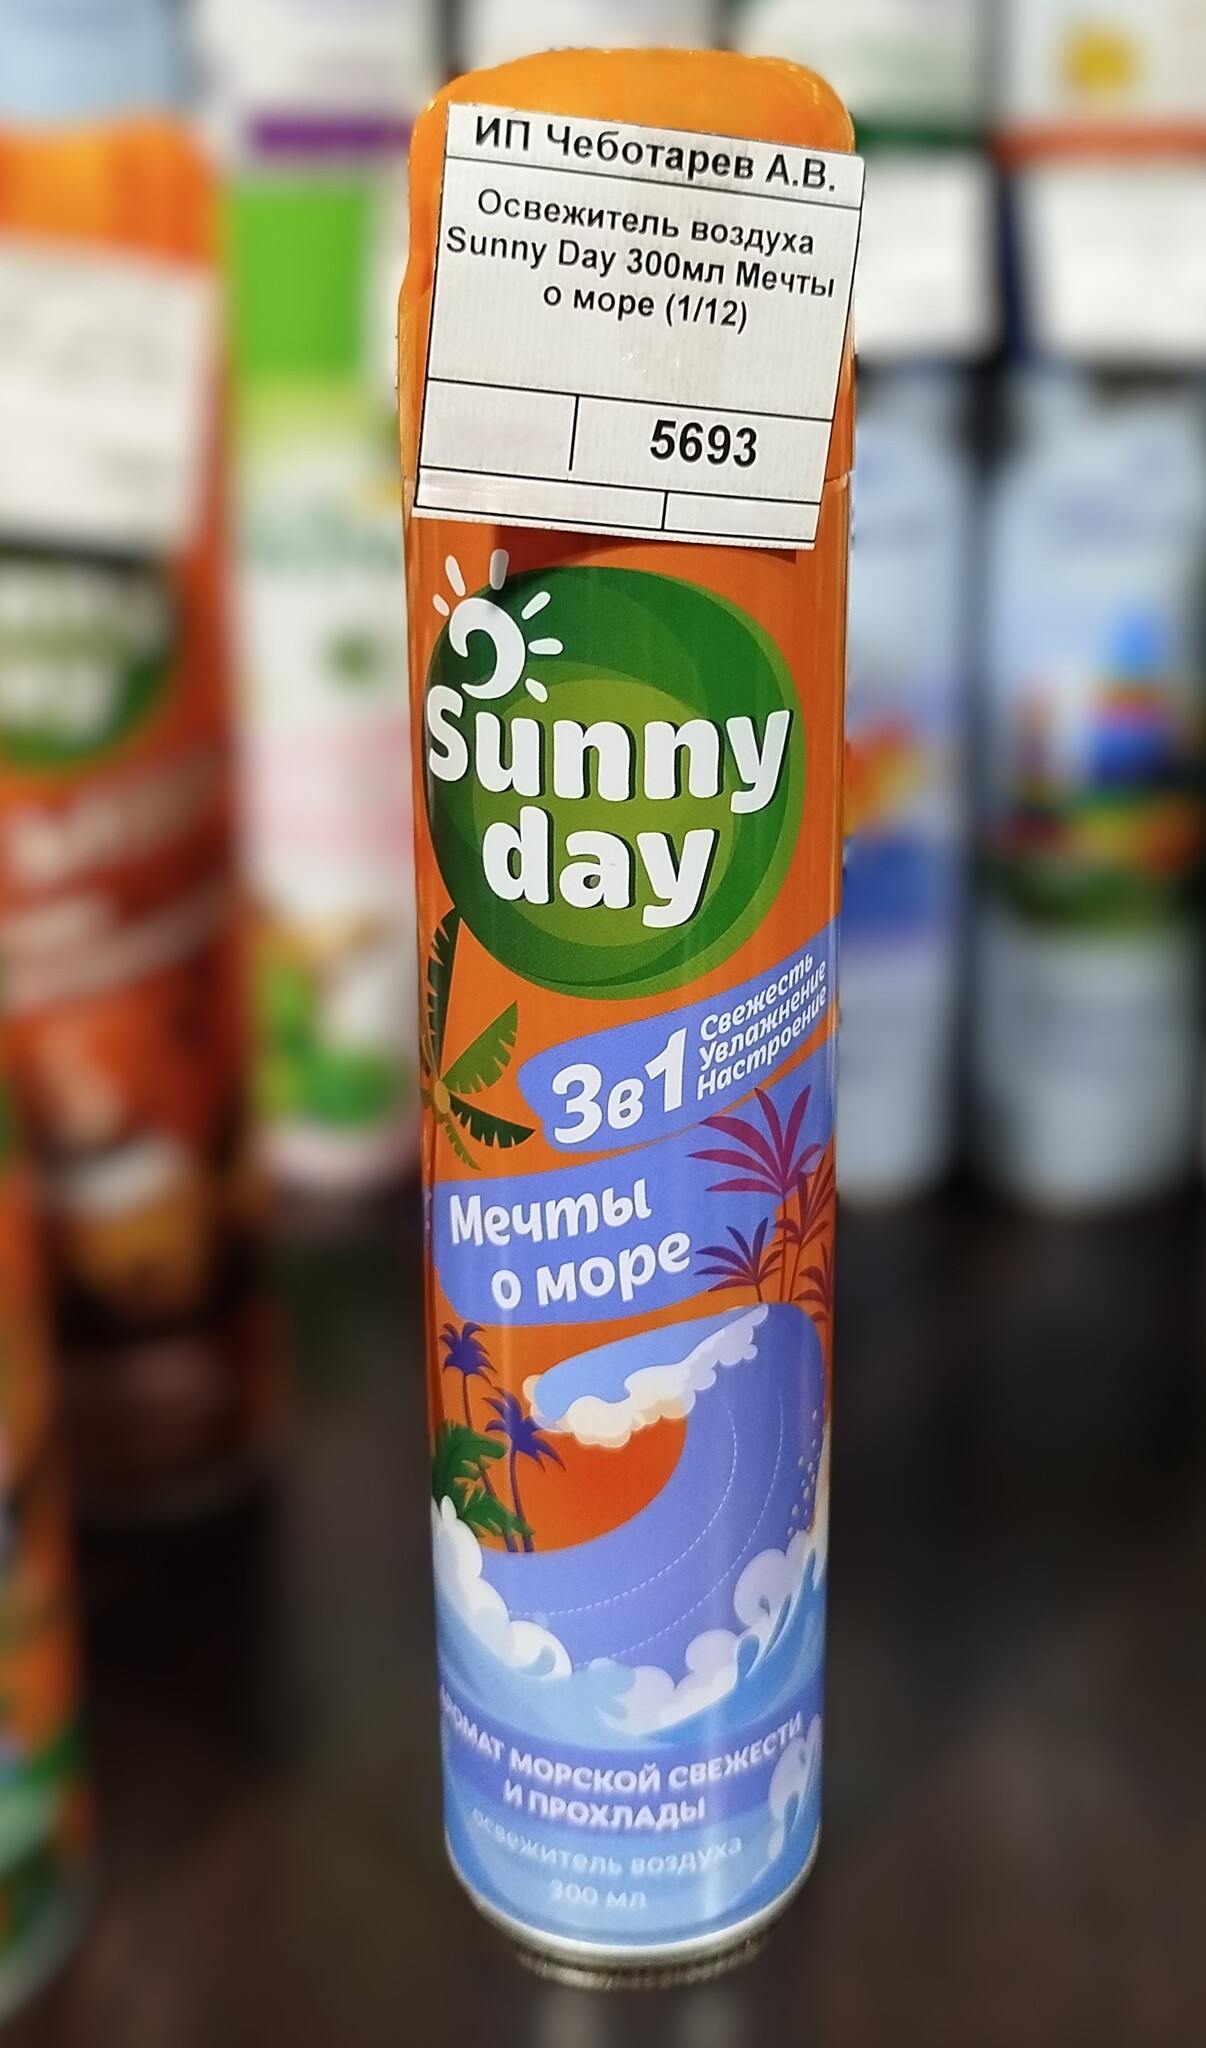 ИП Чеботарев А.В.
Освежитель воздуха
Sunny Day 300мл Мечты
о море (1/12)
5693
Sunny
day
3в1
Свежесть
Увлажнение
Настроение
Мечты
о море
АРОМАТ МОРСКОЙ СВЕЖЕСТИ
И ПРОХЛАДЫ
освежитель воздуха
300 мл